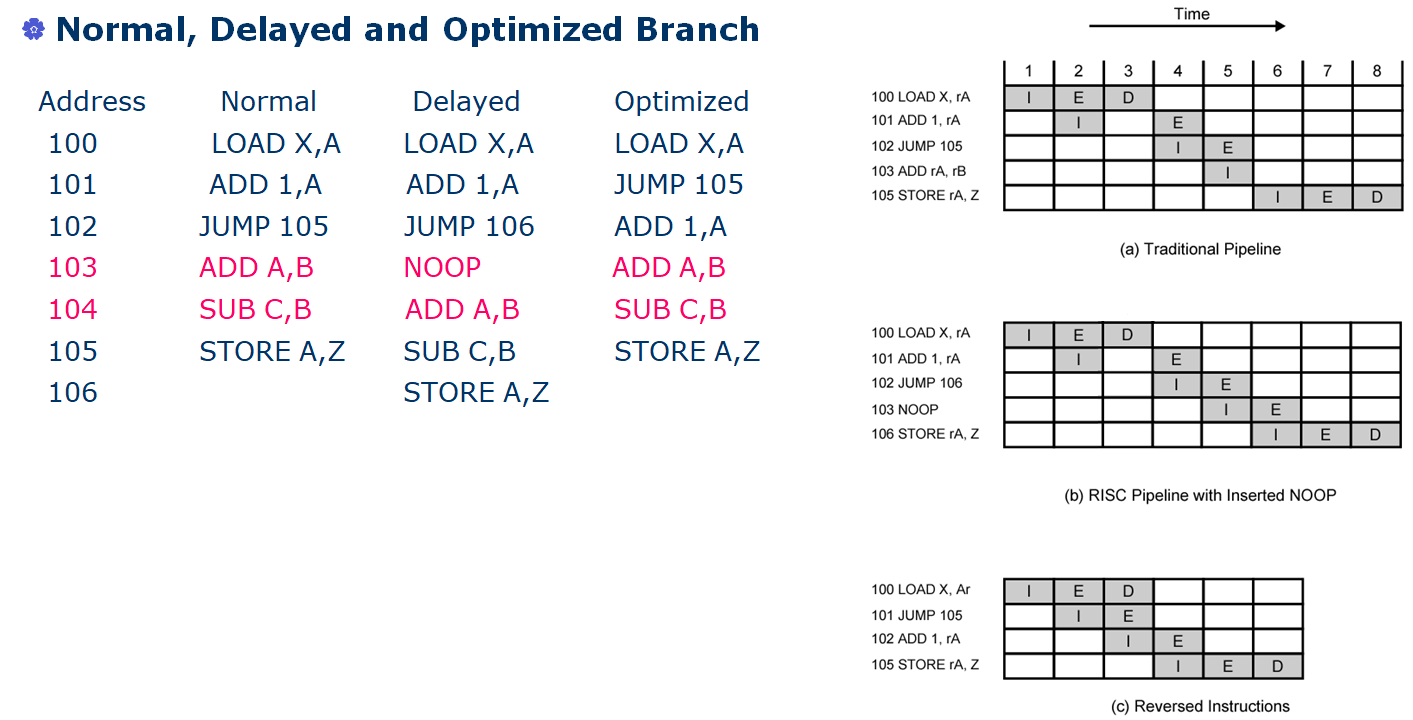 Normal, Delayed and Optimized Branch
Address Normal Delayed Optimized
100 LOAD X,A LOAD X,A LOAD X,A
101 ADD 1,A ADD 1,A JUMP 105
102 JUMP 105 JUMP 106 ADD 1,A
103 ADD A,B NOOP ADD A,B
104 SUB C,B ADD A,B SUB C,B
105 STORE A,Z SUB C,B STORE A,Z
106 STORE A,Z
Time
1 2 3 4 5 6 7 8
100 LOAD X, rA I E D
101 ADD 1, rA I E
102 JUMP 105 I E
103 ADD rA, rB I
105 STORE rA, Z I E D
(a) Traditional Pipeline
100 LOAD X, rA I E D
101 ADD 1, rA I E
102 JUMP 106 I E
103 NOOP I E
106 STORE rA, Z I E D
(b) RISC Pipeline with Inserted NOOP
100 LOAD X, Ar I E D
101 JUMP 105 I E
102 ADD 1, rA I E
105 STORE rA, Z I E D
(c) Reversed Instructions